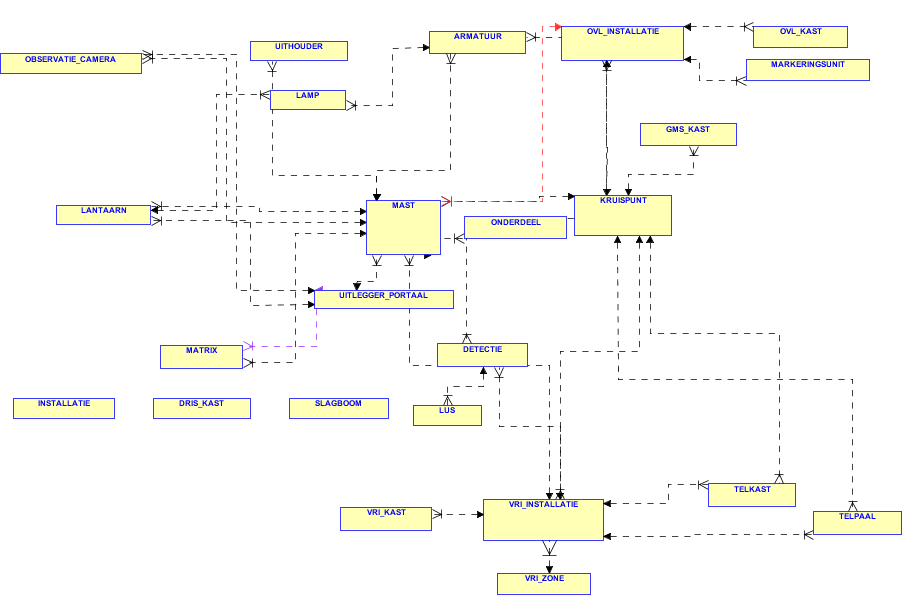 OVL_INSTALLATIE
OVL_KAST
ARMATUUR
UITHOUDER
OBSERVATIE_CAMERA
MARKERINGSUNIT
LAMP
GMS_KAST
KRUISPUNT
MAST
LANTAARN
ONDERDEEL
UITLEGGER_PORTAAL
MATRIX
DETECTIE
INSTALLATIE
DRIS_KAST
SLAGBOOM
LUS
TELKAST
VRI_INSTALLATIE
VRI_KAST
TELPAAL
VRI_ZONE